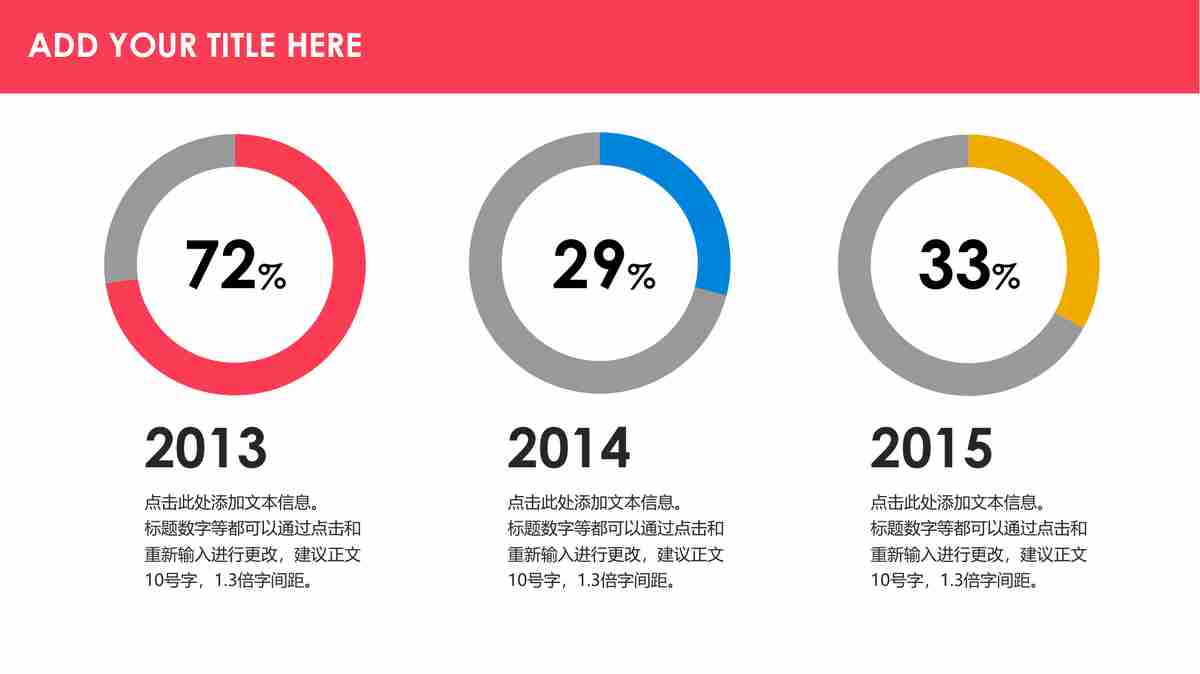 ADD YOUR TITLE HERE
72%
29%
33%
2013
点击此处添加文本信息。
标题数字等都可以通过点击和
重新输入进行更改，建议正文
10号字，1.3倍字间距。
2014
点击此处添加文本信息。
标题数字等都可以通过点击和
重新输入进行更改，建议正文
10号字，1.3倍字间距。
2015
点击此处添加文本信息。
标题数字等都可以通过点击和
重新输入进行更改，建议正文
10号字，1.3倍字间距。